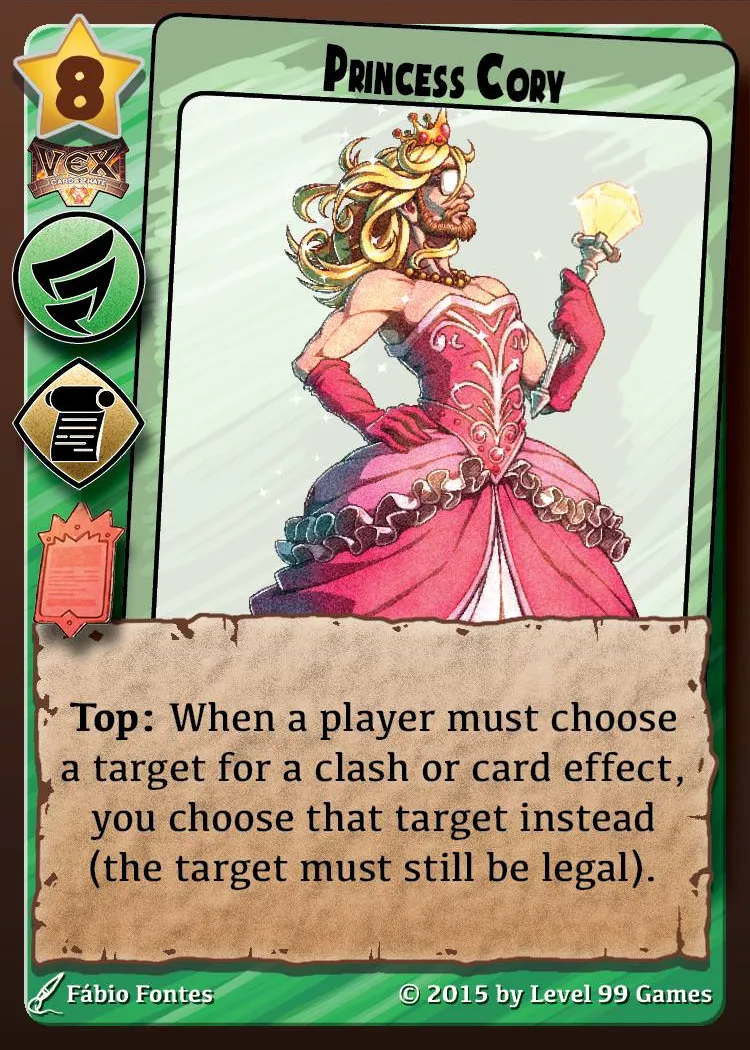 Princess Cory
8
VEX
Top: When a player must choose
a target for a clash or card effect,
you choose that target instead
(the target must still be legal).
Fábio Fontes
© 2015 by Level 99 Games